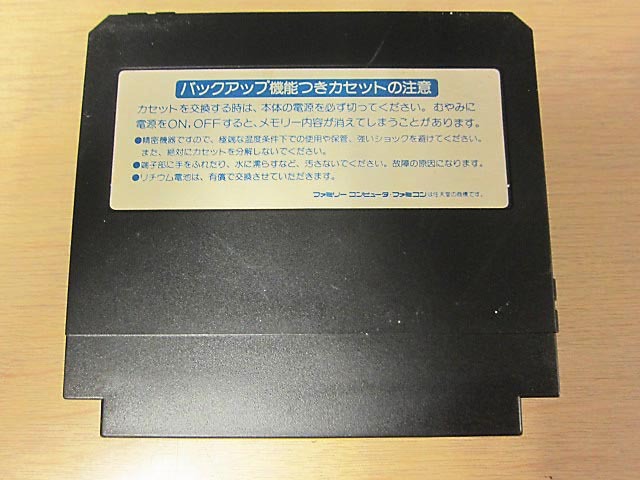 バックアップ機能つきカセットの注意
カセットを交換する時は、本体の電源を必ず切ってください。むやみに
電源をON、OFFすると、メモリー内容が消えてしまうことがあります。
●精密機器ですので、極端な温度条件下での使用や保管、強いショックを避けてください。
また、絶対にカセットを分解しないでください。
●端子部に手をふれたり、水に濡らすなど、汚さないでください。故障の原因になります。
●リチウム電池は、有償で交換させていただきます。
ファミリーコンピュータ・ファミコンは任天堂の商標です。